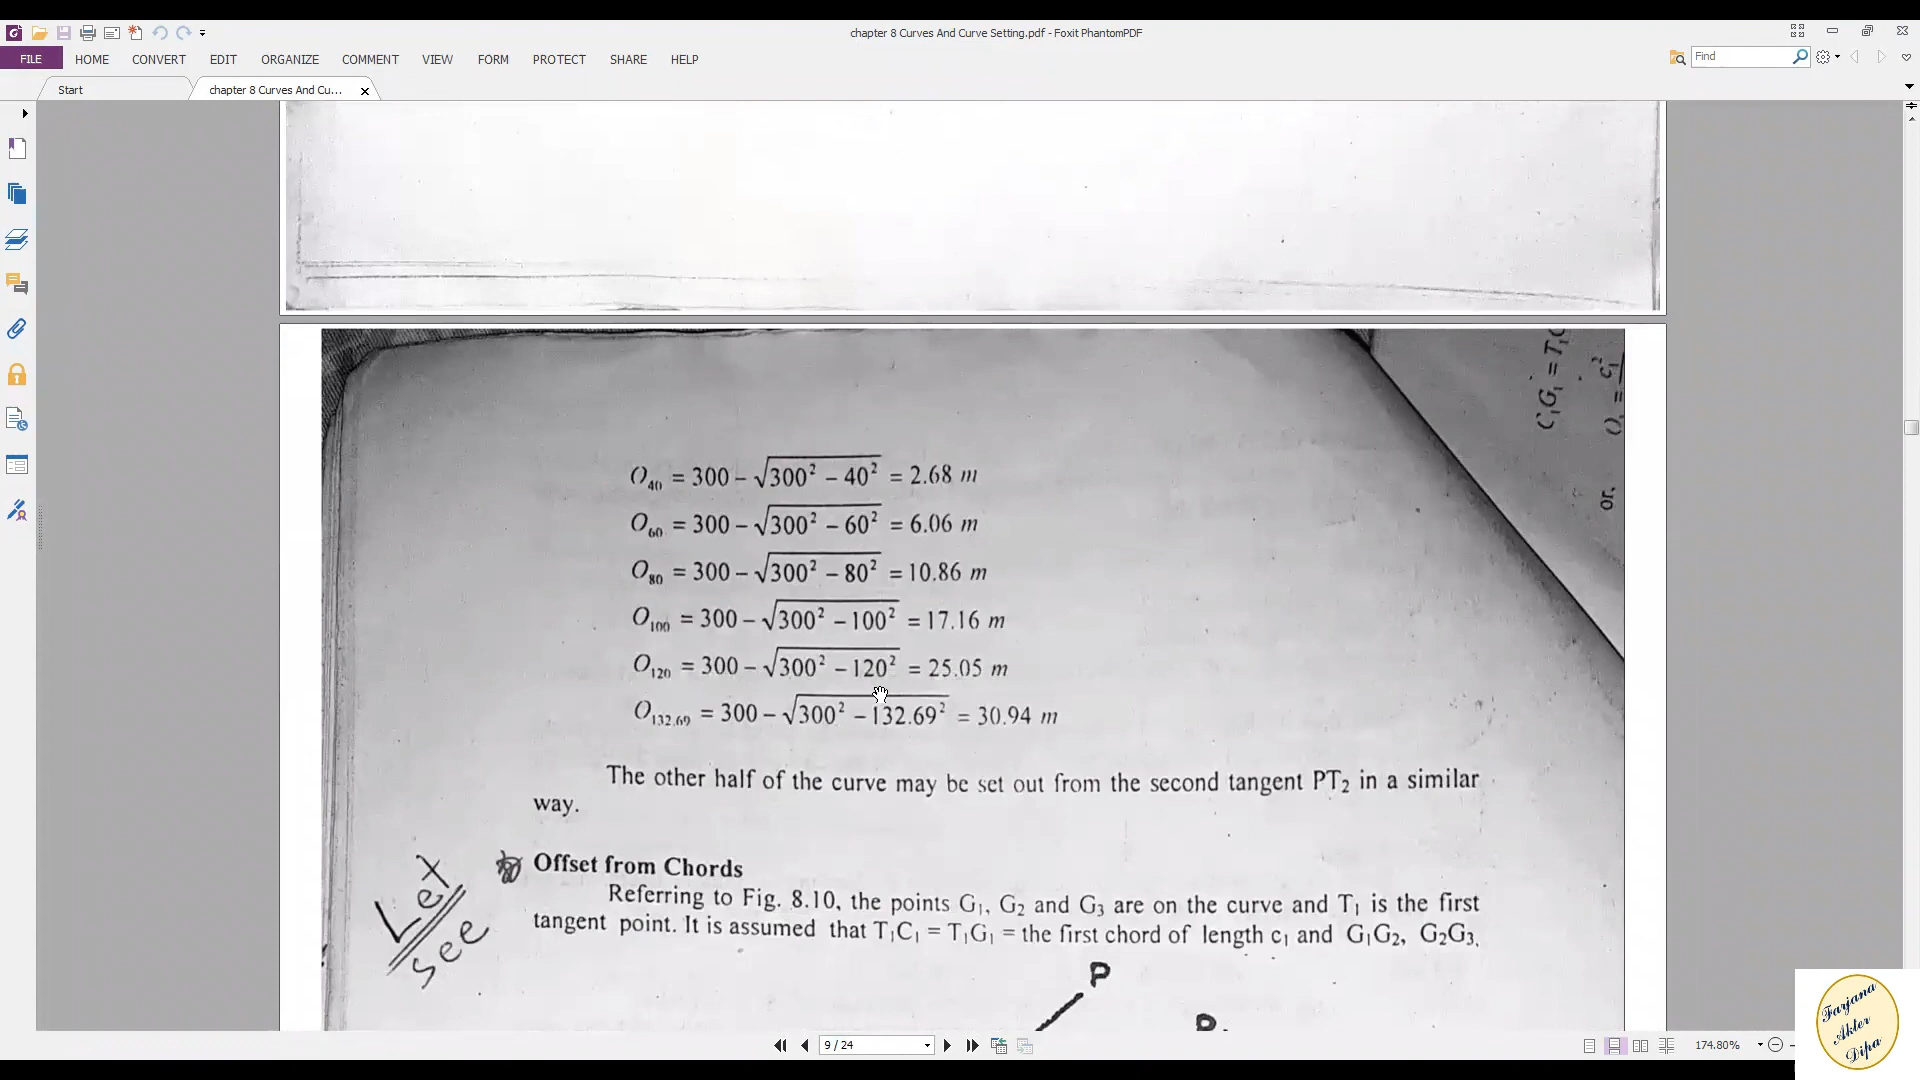 chapter 8 Curves And Curve Setting.pdf - Foxit PhantomPDF
FILE HOME CONVERT EDIT ORGANIZE COMMENT VIEW FORM PROTECT SHARE HELP
Find
Start
chapter 8 Curves And Cu...
O₄₀ = 300 − √(300² − 40²) = 2.68 m
O₆₀ = 300 − √(300² − 60²) = 6.06 m
O₈₀ = 300 − √(300² − 80²) = 10.86 m
O₁₀₀ = 300 − √(300² − 100²) = 17.16 m
O₁₂₀ = 300 − √(300² − 120²) = 25.05 m
O₁₃₂.₆₉ = 300 − √(300² − 132.69²) = 30.94 m
The other half of the curve may be set out from the second tangent PT₂ in a similar
way.
Offset from Chords
Referring to Fig. 8.10, the points G₁, G₂ and G₃ are on the curve and T₁ is the first
tangent point. It is assumed that T₁C₁ = T₁G₁ = the first chord of length c₁ and G₁G₂, G₂G₃,
Let
see
P
or,
9 / 24
174.80%
Farjana
Akter
Dipa